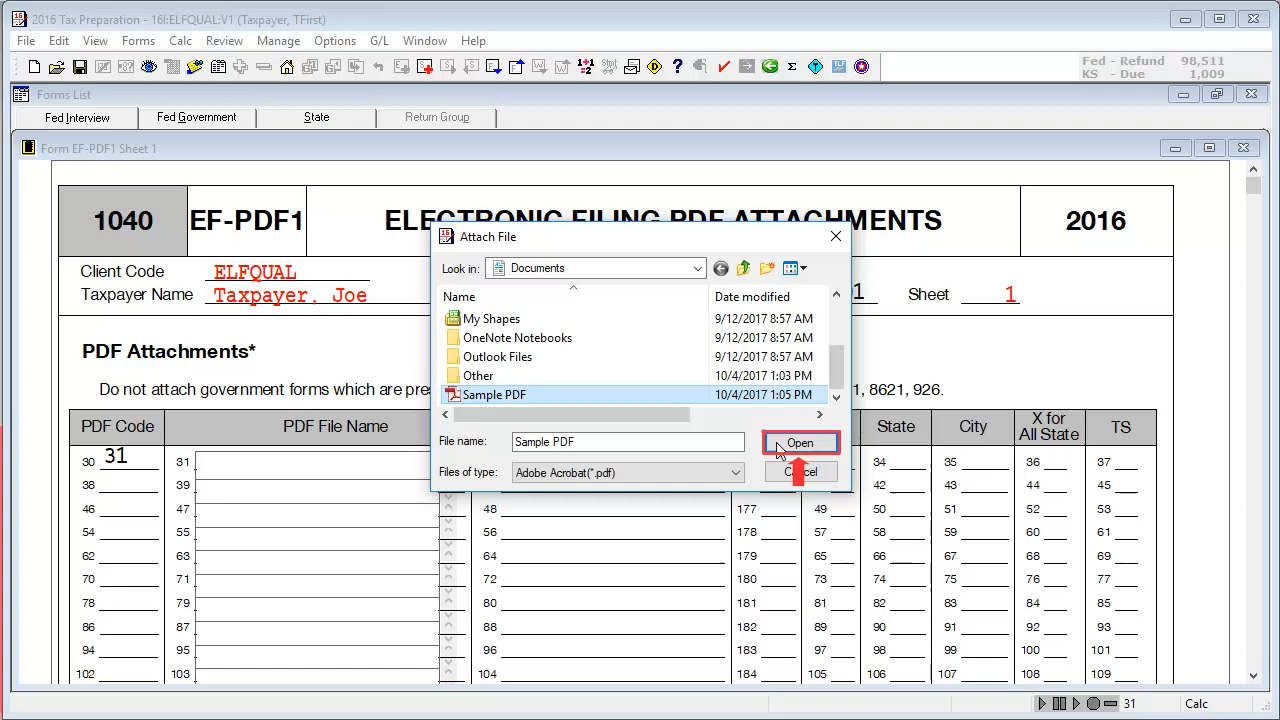 2016 Tax Preparation - 16I:ELFQUAL:V1 (Taxpayer, TFirst)
File Edit View Forms Calc Review Manage Options G/L Window Help
Fed - Refund 98,511
KS - Due 1,009
Forms List
Fed Interview Fed Government State Return Group
Form EF-PDF1 Sheet 1
1040 EF-PDF1 ELECTRONIC FILING PDF ATTACHMENTS 2016
Client Code ELFQUAL
Taxpayer Name Taxpayer, Joe Sheet 1
PDF Attachments*
Do not attach government forms which are , 8621, 926.
PDF Code PDF File Name State City X for All State TS
30 31 31 34 35 36 37
38 39 42 43 44 45
46 47 48 177 49 50 51 52 53
54 55 56 178 57 58 59 60 61
62 63 64 179 65 66 67 68 69
70 71 72 180 73 74 75 76 77
78 79 80 181 81 82 83 84 85
86 87 88 182 89 90 91 92 93
94 95 96 183 97 98 99 100 101
102 103 104 184 105 106 107 108 109
Attach File
Look in: Documents
Name Date modified
My Shapes 9/12/2017 8:57 AM
OneNote Notebooks 9/12/2017 8:57 AM
Outlook Files 9/12/2017 8:57 AM
Other 10/4/2017 1:03 PM
Sample PDF 10/4/2017 1:05 PM
File name: Sample PDF Open
Files of type: Adobe Acrobat(*.pdf) Cancel
31 Calc